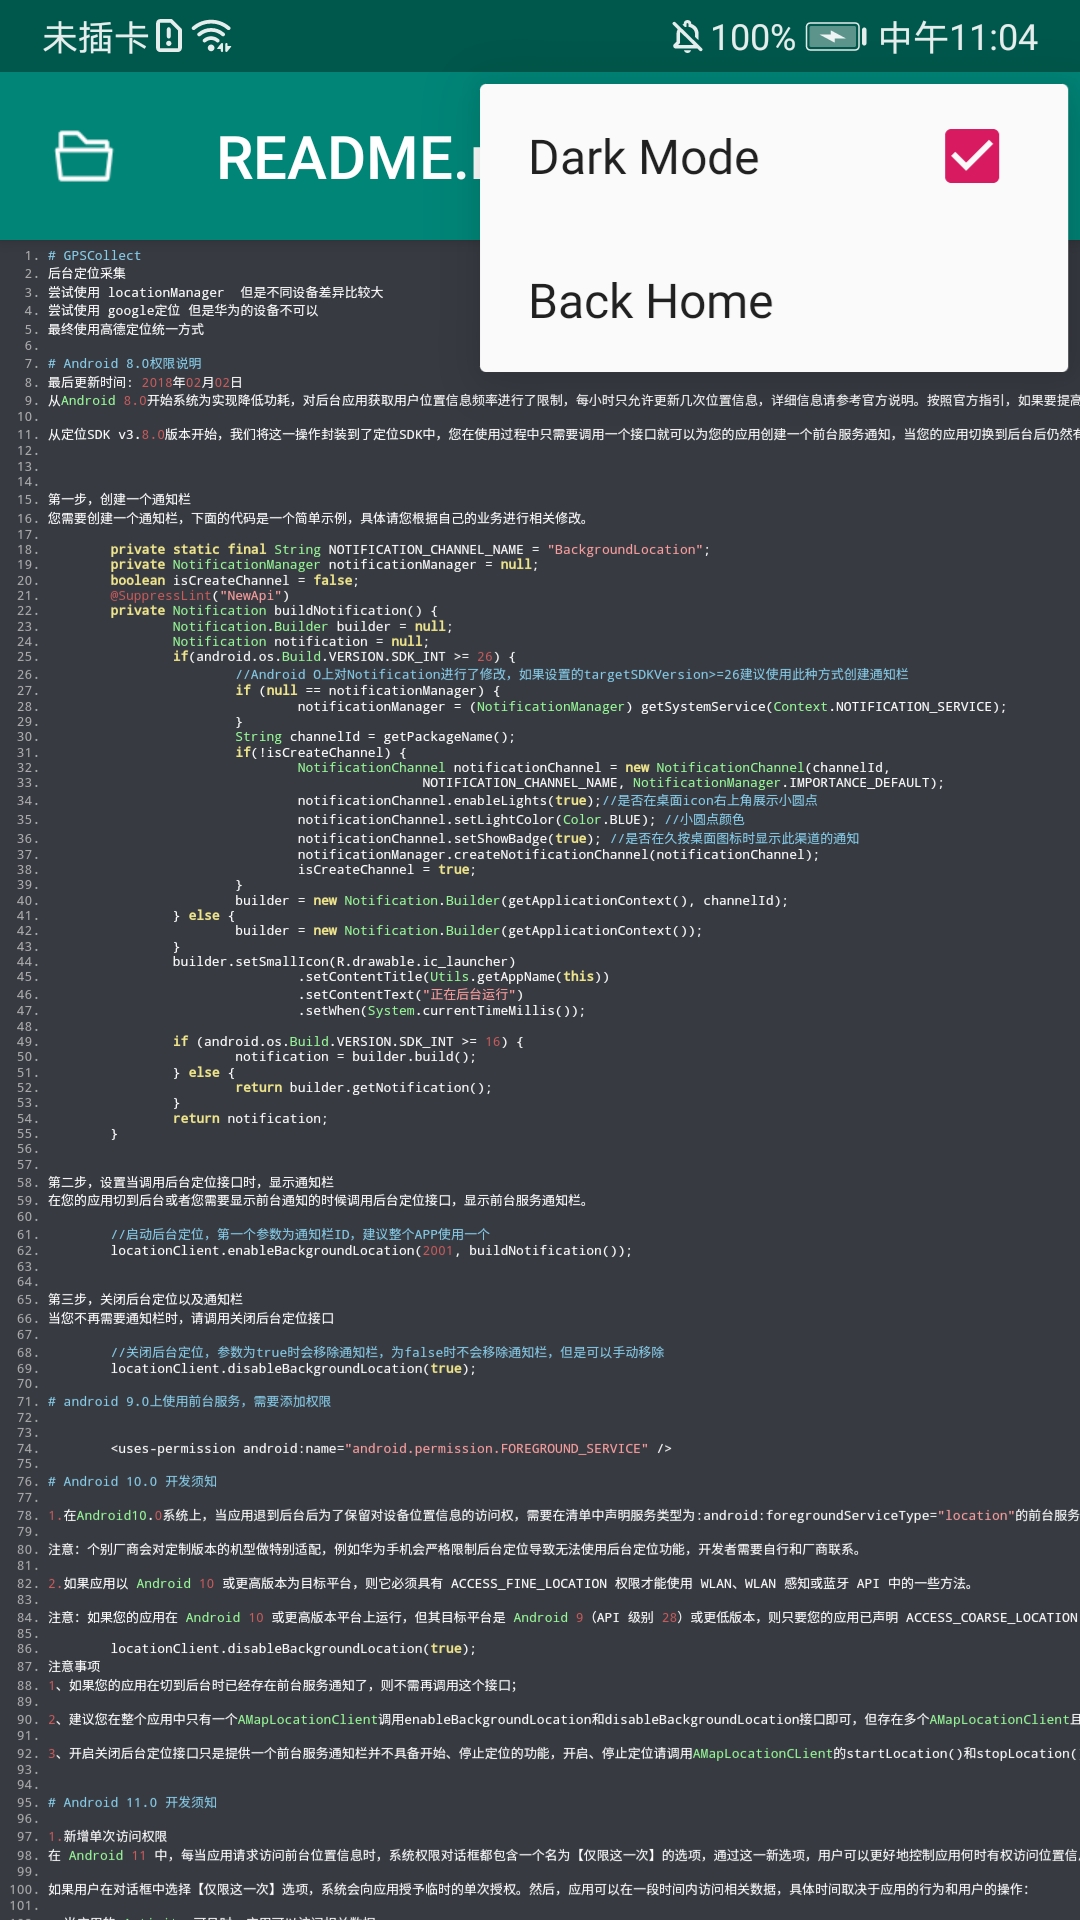 未插卡 100% 中午11:04
README.
Dark Mode
Back Home
1. # GPSCollect
2. 后台定位采集
3. 尝试使用 locationManager 但是不同设备差异比较大
4. 尝试使用 google定位 但是华为的设备不可以
5. 最终使用高德定位统一方式
6.
7. # Android 8.0权限说明
8. 最后更新时间: 2018年02月02日
9. 从Android 8.0开始系统为实现降低功耗，对后台应用获取用户位置信息频率进行了限制，每小时只允许更新几次位置信息，详细信息请参考官方说明。按照官方指引，如果要提高
10.
11. 从定位SDK v3.8.0版本开始，我们将这一操作封装到了定位SDK中，您在使用过程中只需要调用一个接口就可以为您的应用创建一个前台服务通知，当您的应用切换到后台后仍然有
12.
13.
14.
15. 第一步，创建一个通知栏
16. 您需要创建一个通知栏，下面的代码是一个简单示例，具体请您根据自己的业务进行相关修改。
17.
18. private static final String NOTIFICATION_CHANNEL_NAME = "BackgroundLocation";
19. private NotificationManager notificationManager = null;
20. boolean isCreateChannel = false;
21. @SuppressLint("NewApi")
22. private Notification buildNotification() {
23. Notification.Builder builder = null;
24. Notification notification = null;
25. if(android.os.Build.VERSION.SDK_INT >= 26) {
26. //Android O上对Notification进行了修改，如果设置的targetSDKVersion>=26建议使用此种方式创建通知栏
27. if (null == notificationManager) {
28. notificationManager = (NotificationManager) getSystemService(Context.NOTIFICATION_SERVICE);
29. }
30. String channelId = getPackageName();
31. if(!isCreateChannel) {
32. NotificationChannel notificationChannel = new NotificationChannel(channelId,
33. NOTIFICATION_CHANNEL_NAME, NotificationManager.IMPORTANCE_DEFAULT);
34. notificationChannel.enableLights(true);//是否在桌面icon右上角展示小圆点
35. notificationChannel.setLightColor(Color.BLUE); //小圆点颜色
36. notificationChannel.setShowBadge(true); //是否在久按桌面图标时显示此渠道的通知
37. notificationManager.createNotificationChannel(notificationChannel);
38. isCreateChannel = true;
39. }
40. builder = new Notification.Builder(getApplicationContext(), channelId);
41. } else {
42. builder = new Notification.Builder(getApplicationContext());
43. }
44. builder.setSmallIcon(R.drawable.ic_launcher)
45. .setContentTitle(Utils.getAppName(this))
46. .setContentText("正在后台运行")
47. .setWhen(System.currentTimeMillis());
48.
49. if (android.os.Build.VERSION.SDK_INT >= 16) {
50. notification = builder.build();
51. } else {
52. return builder.getNotification();
53. }
54. return notification;
55. }
56.
57.
58. 第二步，设置当调用后台定位接口时，显示通知栏
59. 在您的应用切到后台或者您需要显示前台通知的时候调用后台定位接口，显示前台服务通知栏。
60.
61. //启动后台定位，第一个参数为通知栏ID，建议整个APP使用一个
62. locationClient.enableBackgroundLocation(2001, buildNotification());
63.
64.
65. 第三步，关闭后台定位以及通知栏
66. 当您不再需要通知栏时，请调用关闭后台定位接口
67.
68. //关闭后台定位，参数为true时会移除通知栏，为false时不会移除通知栏，但是可以手动移除
69. locationClient.disableBackgroundLocation(true);
70.
71. # android 9.0上使用前台服务，需要添加权限
72.
73.
74. <uses-permission android:name="android.permission.FOREGROUND_SERVICE" />
75.
76. # Android 10.0 开发须知
77.
78. 1.在Android10.0系统上，当应用退到后台后为了保留对设备位置信息的访问权，需要在清单中声明服务类型为:android:foregroundServiceType="location"的前台服务
79.
80. 注意: 个别厂商会对定制版本的机型做特别适配，例如华为手机会严格限制后台定位导致无法使用后台定位功能，开发者需要自行和厂商联系。
81.
82. 2.如果应用以 Android 10 或更高版本为目标平台，则它必须具有 ACCESS_FINE_LOCATION 权限才能使用 WLAN、WLAN 感知或蓝牙 API 中的一些方法。
83.
84. 注意：如果您的应用在 Android 10 或更高版本平台上运行，但其目标平台是 Android 9（API 级别 28）或更低版本，则只要您的应用已声明 ACCESS_COARSE_LOCATION
85.
86. locationClient.disableBackgroundLocation(true);
87. 注意事项
88. 1、如果您的应用在切到后台时已经存在前台服务通知了，则不需再调用这个接口;
89.
90. 2、建议您在整个应用中只有一个AMapLocationClient调用enableBackgroundLocation和disableBackgroundLocation接口即可，但存在多个AMapLocationClient且
91.
92. 3、开启关闭后台定位接口只是提供一个前台服务通知栏并不具备开始、停止定位的功能，开启、停止定位请调用AMapLocationCLient的startLocation()和stopLocation(
93.
94.
95. # Android 11.0 开发须知
96.
97. 1.新增单次访问权限
98. 在 Android 11 中，每当应用请求访问前台位置信息时，系统权限对话框都包含一个名为【仅限这一次】的选项，通过这一新选项，用户可以更好地控制应用何时有权访问位置信
99.
100. 如果用户在对话框中选择【仅限这一次】选项，系统会向应用授予临时的单次授权。然后，应用可以在一段时间内访问相关数据，具体时间取决于应用的行为和用户的操作：
101.